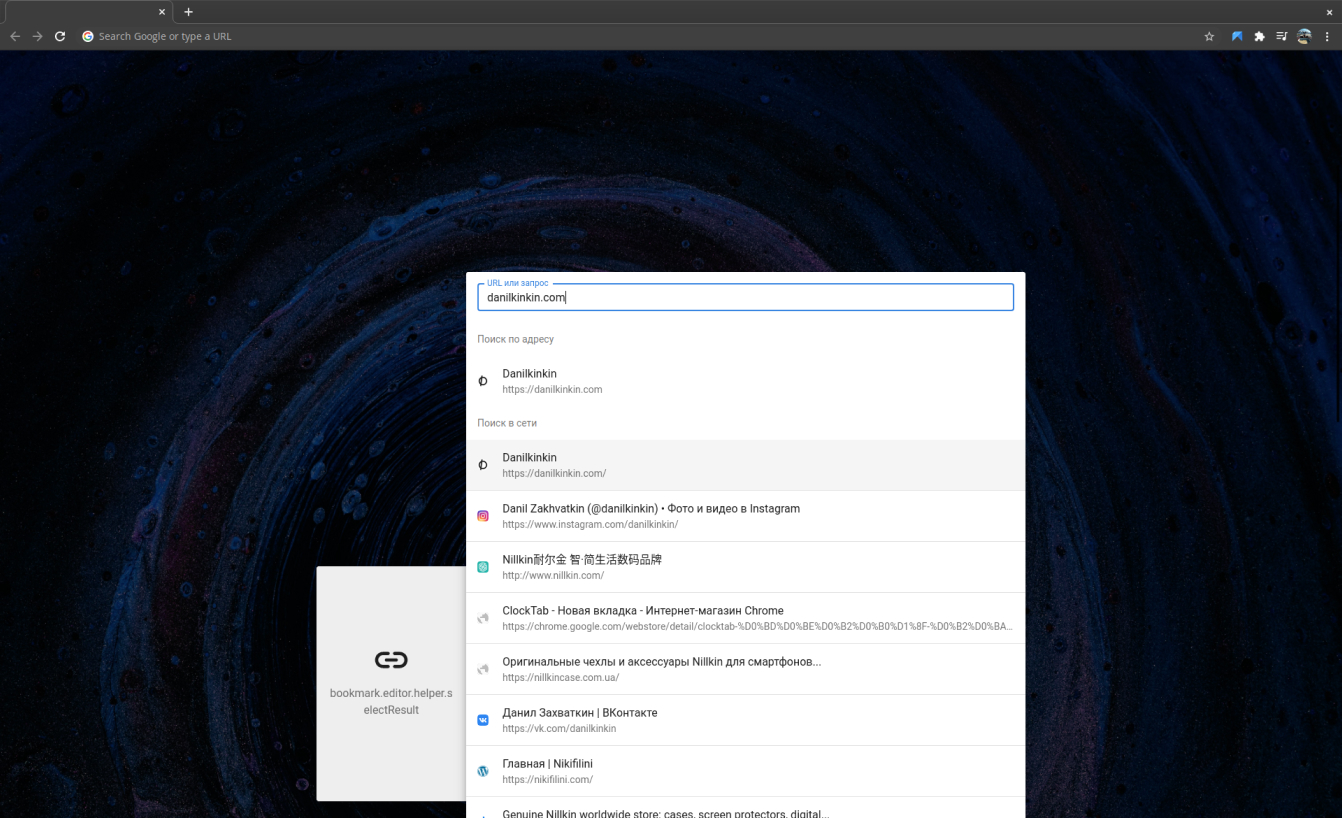 Search Google or type a URL
URL или запрос
danilkinkin.com
Поиск по адресу
Danilkinkin
https://danilkinkin.com
Поиск в сети
Danilkinkin
https://danilkinkin.com/
Danil Zakhvatkin (@danilkinkin) • Фото и видео в Instagram
https://www.instagram.com/danilkinkin/
Nillkin耐尔金 智·简生活数码品牌
http://www.nillkin.com/
ClockTab - Новая вкладка - Интернет-магазин Chrome
https://chrome.google.com/webstore/detail/clocktab-%D0%BD%D0%BE%D0%B2%D0%B0%D1%8F-%D0%B2%D0%BA...
Оригинальные чехлы и аксессуары Nillkin для смартфонов...
https://nillkincase.com.ua/
Данил Захваткин | ВКонтакте
https://vk.com/danilkinkin
Главная | Nikifilini
https://nikifilini.com/
Genuine Nillkin worldwide store: cases, screen protectors, digital...
bookmark.editor.helper.s
electResult